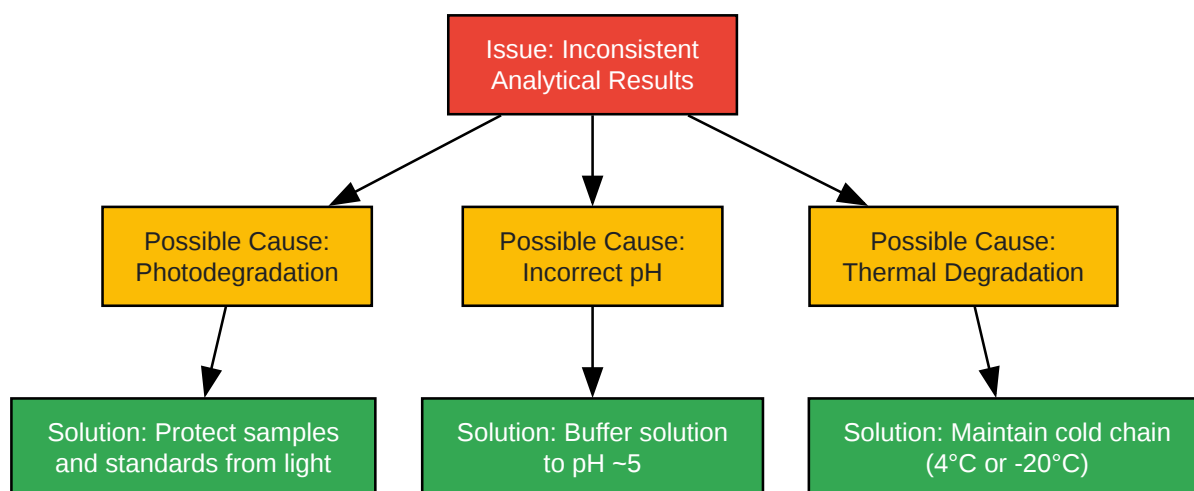 Issue: Inconsistent
Analytical Results
Possible Cause:
Photodegradation
Possible Cause:
Incorrect pH
Possible Cause:
Thermal Degradation
Solution: Protect samples
and standards from light
Solution: Buffer solution
to pH ~5
Solution: Maintain cold chain
(4°C or -20°C)